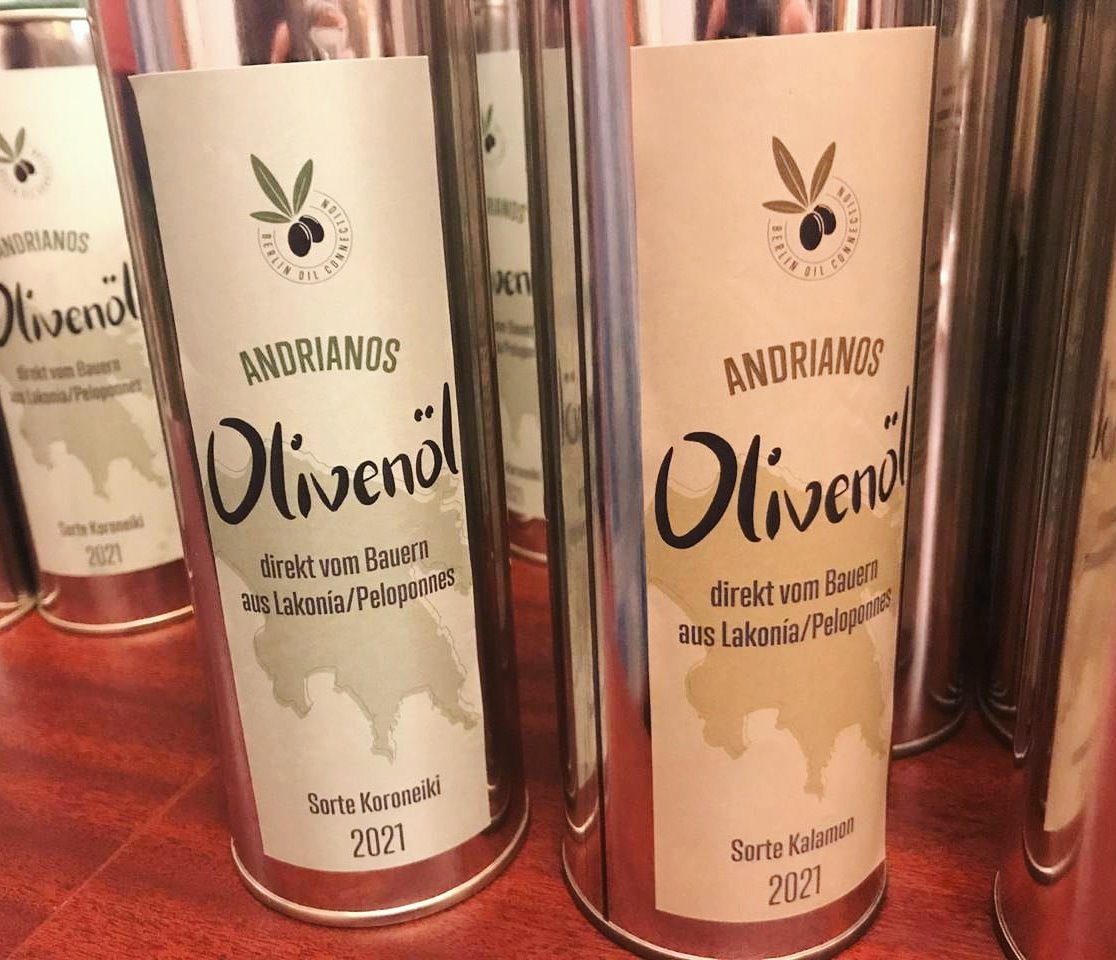 BERLIN OIL CONNECTION
ANDRIANOS
Olivenöl
direkt vom Bauern
aus Lakonía/Peloponnes
Sorte Koroneiki
2021
BERLIN OIL CONNECTION
ANDRIANOS
Olivenöl
direkt vom Bauern
aus Lakonía/Peloponnes
Sorte Kalamon
2021
ANDRIANOS
Olivenöl
direkt vom Bauern
aus Lakonía/Peloponnes
Sorte Koroneiki
2021